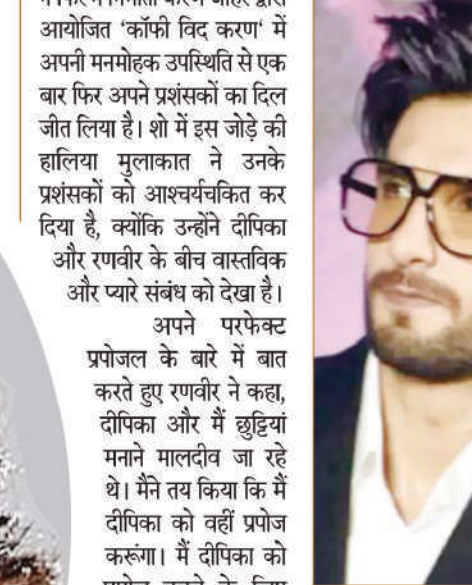 आयोजित ‘कॉफी विद करण‘ में
अपनी मनमोहक उपस्थिति से एक
बार फिर अपने प्रशंसकों का दिल
जीत लिया है। शो में इस जोड़े की
हालिया मुलाकात ने उनके
प्रशंसकों को आश्चर्यचकित कर
दिया है, क्योंकि उन्होंने दीपिका
और रणवीर के बीच वास्तविक
और प्यारे संबंध को देखा है।
अपने परफेक्ट
प्रपोजल के बारे में बात
करते हुए रणवीर ने कहा,
दीपिका और मैं छुट्टियां
मनाने मालदीव जा रहे
थे। मैंने तय किया कि मैं
दीपिका को वहीं प्रपोज
करूंगा। मैं दीपिका को